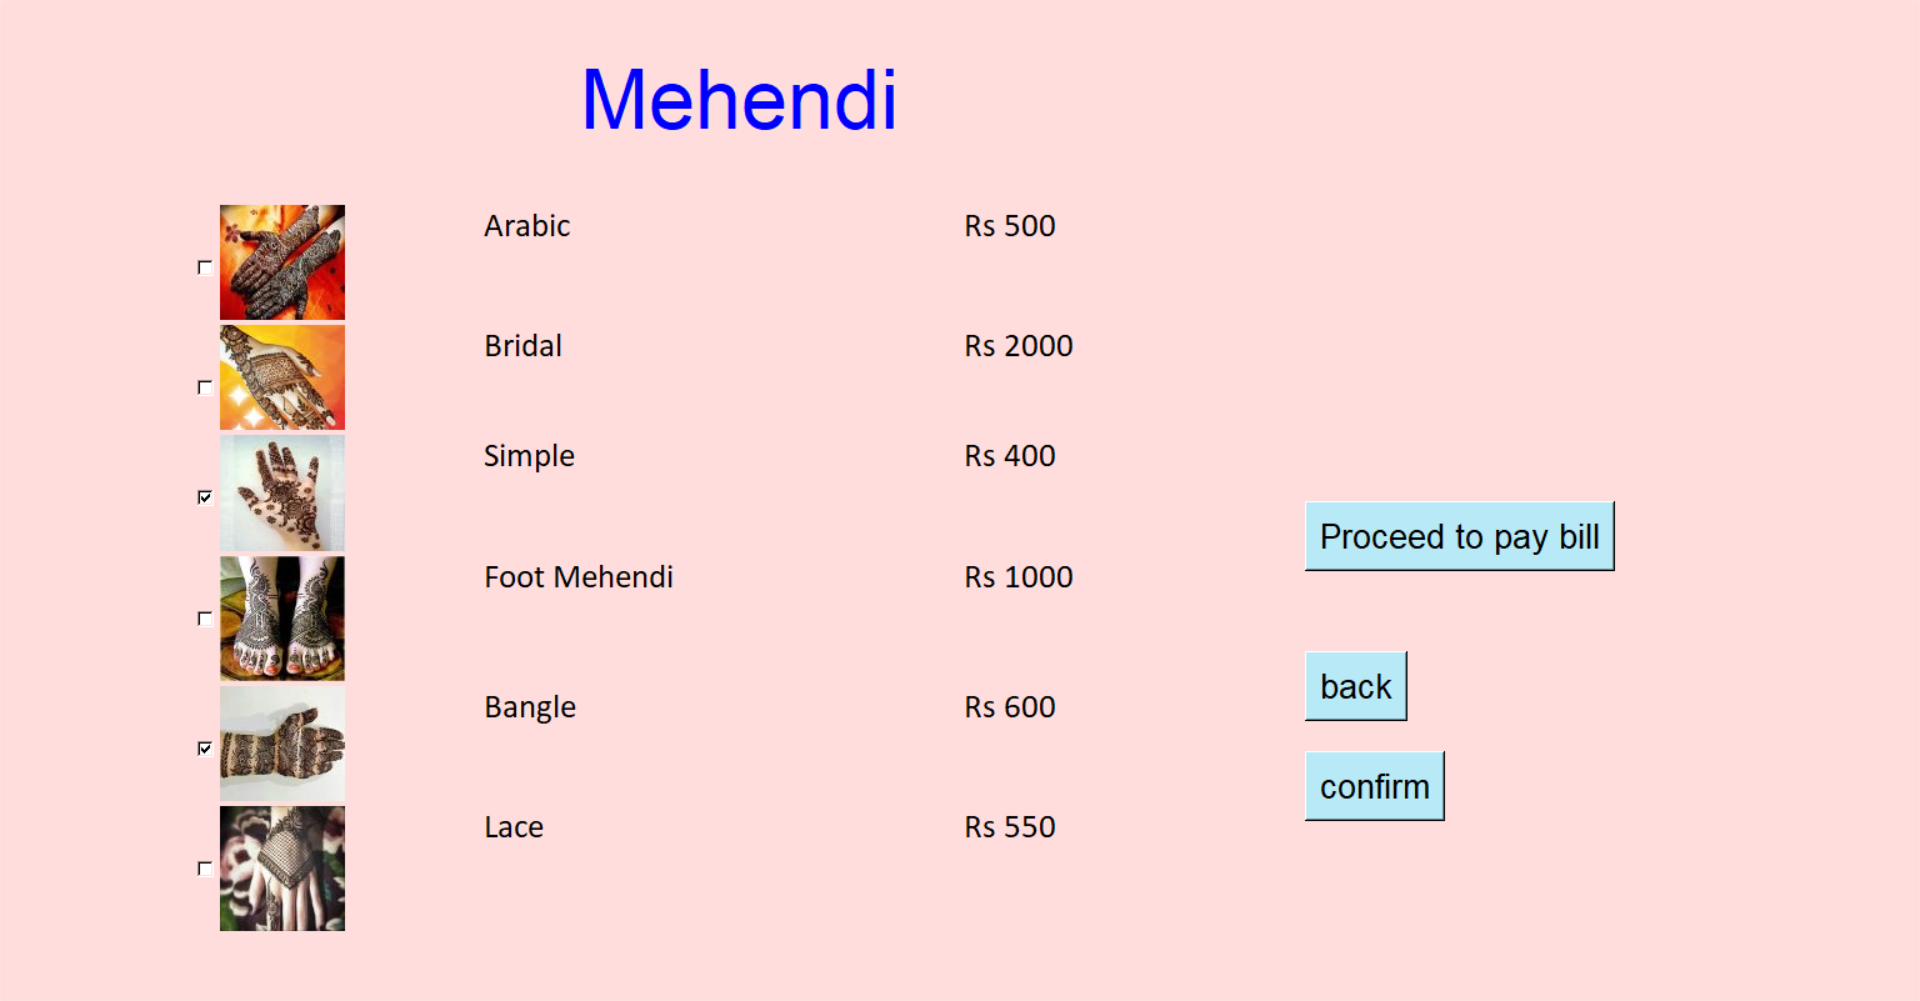 Mehendi
Arabic Rs 500
Bridal Rs 2000
Simple Rs 400
Proceed to pay bill
Foot Mehendi Rs 1000
back
Bangle Rs 600
confirm
Lace Rs 550